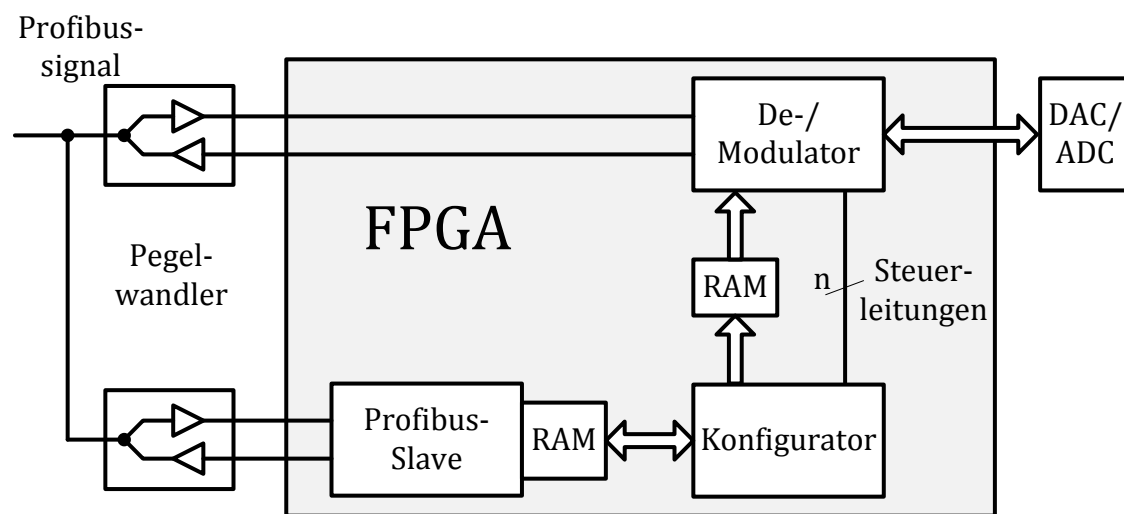 Profibus-
signal
De-/
Modulator
DAC/
ADC
FPGA
Pegel-
wandler
RAM
n
Steuer-
leitungen
Profibus-
Slave
RAM
Konfigurator